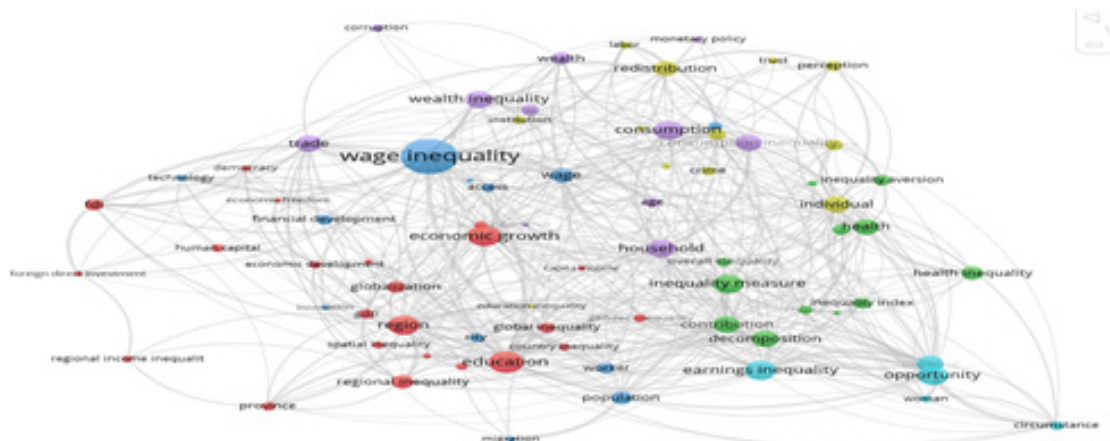 corruption
monetary policy
labor
wealth
redistribution
trust
perception
wealth inequality
institution
consumption
consumption inequality
trade
wage inequality
crime
democracy
technology
access
wage
inequality aversion
economic freedom
age
individual
fdi
financial development
health
economic growth
human capital
household
economic development
capital income
overall inequality
foreign direct investment
health inequality
globalization
inequality measure
education inequality
inequality index
gdp
region
global inequality
contribution
city
decomposition
spatial inequality
country inequality
education
worker
earnings inequality
opportunity
regional income inequalit
regional inequality
population
woman
province
circumstance
migration